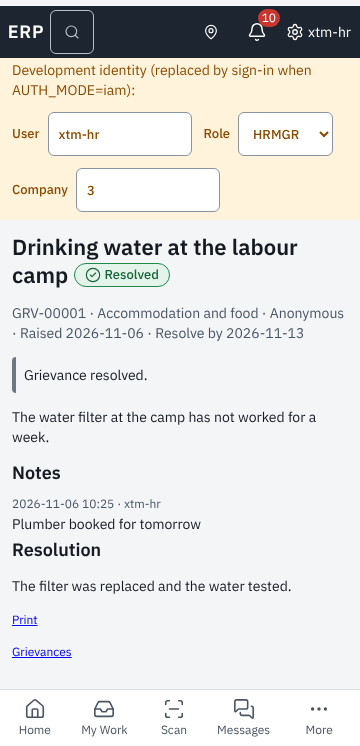 ERP
10
xtm-hr
Development identity (replaced by sign-in when
AUTH_MODE=iam):
User xtm-hr Role HRMGR
Company 3
Drinking water at the labour
camp Resolved
GRV-00001 · Accommodation and food · Anonymous
· Raised 2026-11-06 · Resolve by 2026-11-13
Grievance resolved.
The water filter at the camp has not worked for a
week.
Notes
2026-11-06 10:25 · xtm-hr
Plumber booked for tomorrow
Resolution
The filter was replaced and the water tested.
Print
Grievances
Home My Work Scan Messages More